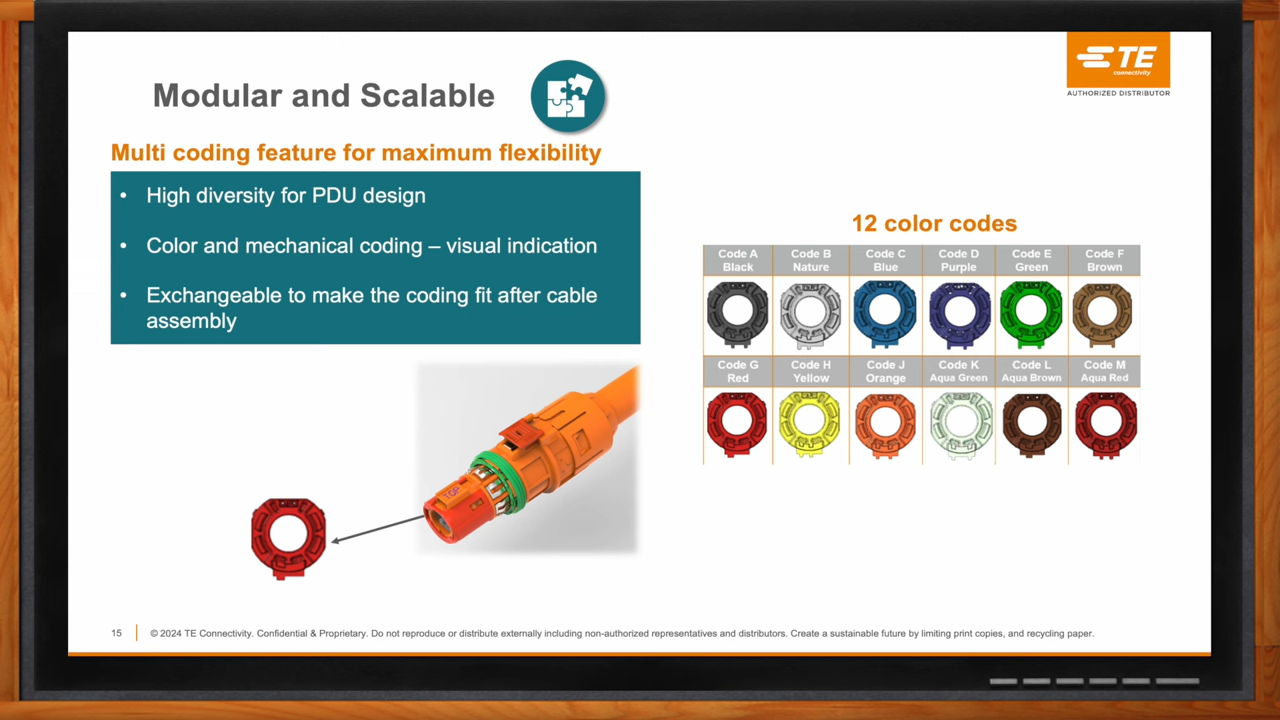 Modular and Scalable
TE
connectivity
AUTHORIZED DISTRIBUTOR
Multi coding feature for maximum flexibility
• High diversity for PDU design
• Color and mechanical coding – visual indication
• Exchangeable to make the coding fit after cable
assembly
12 color codes
Code A
Black
Code B
Nature
Code C
Blue
Code D
Purple
Code E
Green
Code F
Brown
Code G
Red
Code H
Yellow
Code J
Orange
Code K
Aqua Green
Code L
Aqua Brown
Code M
Aqua Red
TOP
15
© 2024 TE Connectivity. Confidential & Proprietary. Do not reproduce or distribute externally including non-authorized representatives and distributors. Create a sustainable future by limiting print copies, and recycling paper.